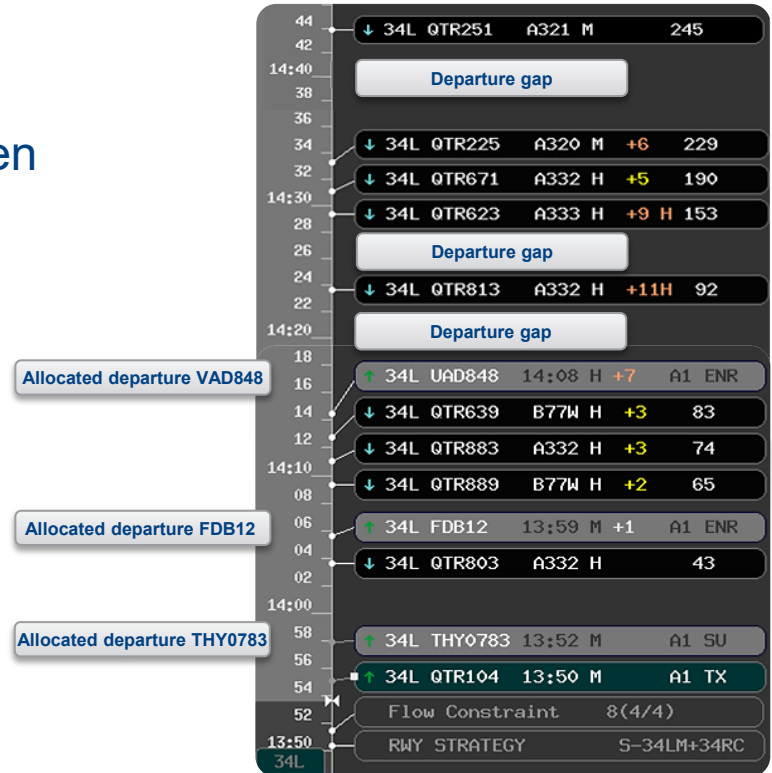 en
44
↓ 34L QTR251 A321 M 245
42
14:40
Departure gap
38
36
34
↓ 34L QTR225 A320 M +6 229
32
↓ 34L QTR671 A332 H +5 190
14:30
↓ 34L QTR623 A333 H +9 H 153
28
26
Departure gap
24
↓ 34L QTR813 A332 H +11H 92
22
14:20
Departure gap
18
Allocated departure VAD848
↑ 34L UAD848 14:08 H +7 A1 ENR
16
14
↓ 34L QTR639 B77W H +3 83
12
↓ 34L QTR883 A332 H +3 74
14:10
↓ 34L QTR889 B77W H +2 65
08
06
Allocated departure FDB12
↑ 34L FDB12 13:59 M +1 A1 ENR
04
↓ 34L QTR803 A332 H 43
02
14:00
58
Allocated departure THY0783
↑ 34L THY0783 13:52 M A1 SU
56
↑ 34L QTR104 13:50 M A1 TX
54
52
Flow Constraint 8(4/4)
13:50
RWY STRATEGY S-34LM+34RC
34L